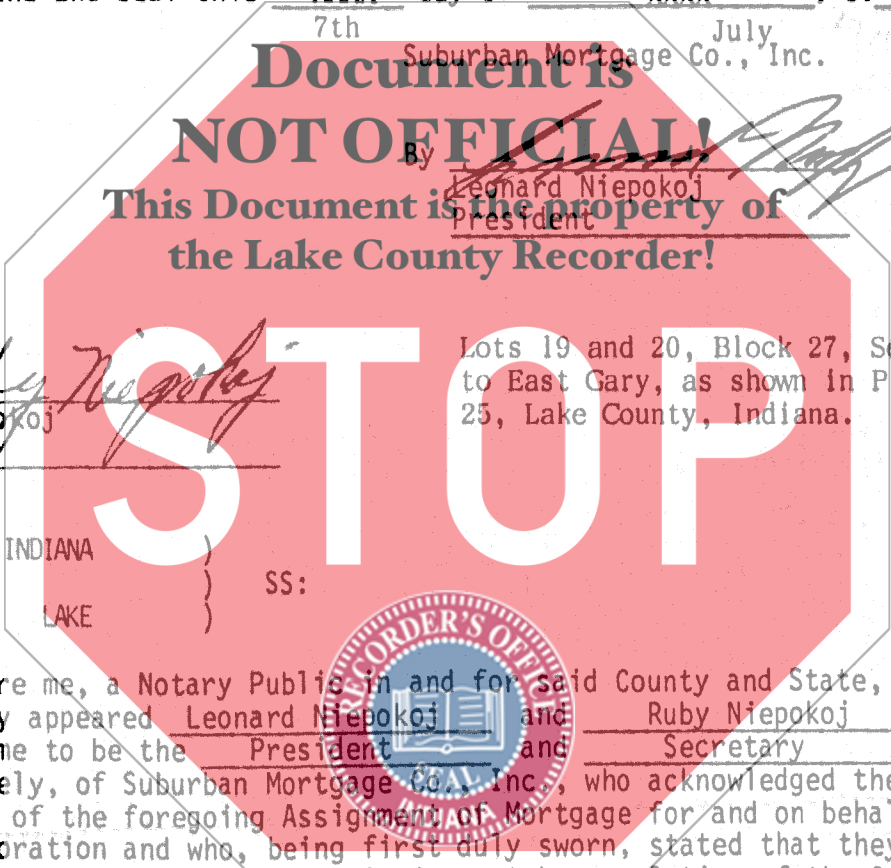 7th July
Suburban Mortgage Co., Inc.
Document is
NOT OFFICIAL!
By
Leonard Niepokoj
This Document is the property of
President
the Lake County Recorder!
STOP
Niepokoj
Lots 19 and 20, Block 27,
to East Gary, as shown in P
25, Lake County, Indiana.
INDIANA )
) SS:
LAKE )
RECORDER'S OFFICE
SEAL
re me, a Notary Public in and for said County and State,
y appeared Leonard Niepokoj and Ruby Niepokoj
me to be the President and Secretary
ely, of Suburban Mortgage Co., Inc., who acknowledged the
of the foregoing Assignment of Mortgage for and on beha
oration and who, being first duly sworn, stated that they